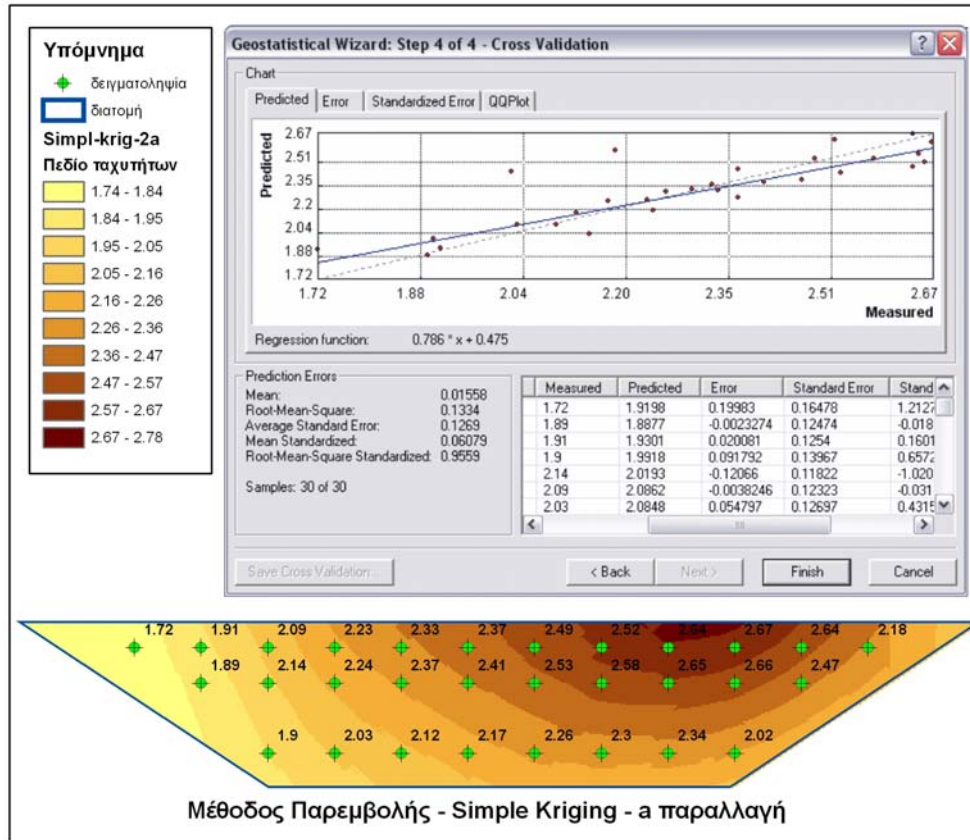 Υπόμνημα
δειγματοληψία
διατομή
Simpl-krig-2a
Πεδίο ταχυτήτων
1.74 - 1.84
1.84 - 1.95
1.95 - 2.05
2.05 - 2.16
2.16 - 2.26
2.26 - 2.36
2.36 - 2.47
2.47 - 2.57
2.57 - 2.67
2.67 - 2.78
Geostatistical Wizard: Step 4 of 4 - Cross Validation
Chart
Predicted Error Standardized Error QQPlot
Predicted
2.67
2.51
2.35
2.2
2.04
1.88
1.72
1.72 1.88 2.04 2.20 2.35 2.51 2.67
Measured
Regression function: 0.786 * x + 0.475
Prediction Errors
Mean: 0.01558
Root-Mean-Square: 0.1334
Average Standard Error: 0.1269
Mean Standardized: 0.06079
Root-Mean-Square Standardized: 0.9559
Samples: 30 of 30
Measured Predicted Error Standard Error Stand
1.72 1.9198 0.19983 0.16478 1.2127
1.89 1.8877 -0.0023274 0.12474 -0.018
1.91 1.9301 0.020081 0.1254 0.1601
1.9 1.9918 0.091792 0.13967 0.6572
2.14 2.0193 -0.12066 0.11822 -1.020
2.09 2.0862 -0.0038246 0.12323 -0.031
2.03 2.0848 0.054797 0.12697 0.4315
Save Cross Validation... < Back Next > Finish Cancel
1.72 1.91 2.09 2.23 2.33 2.37 2.49 2.52 2.64 2.67 2.64 2.18
1.89 2.14 2.24 2.37 2.41 2.53 2.58 2.65 2.66 2.47
1.9 2.03 2.12 2.17 2.26 2.3 2.34 2.02
Μέθοδος Παρεμβολής - Simple Kriging - a παραλλαγή